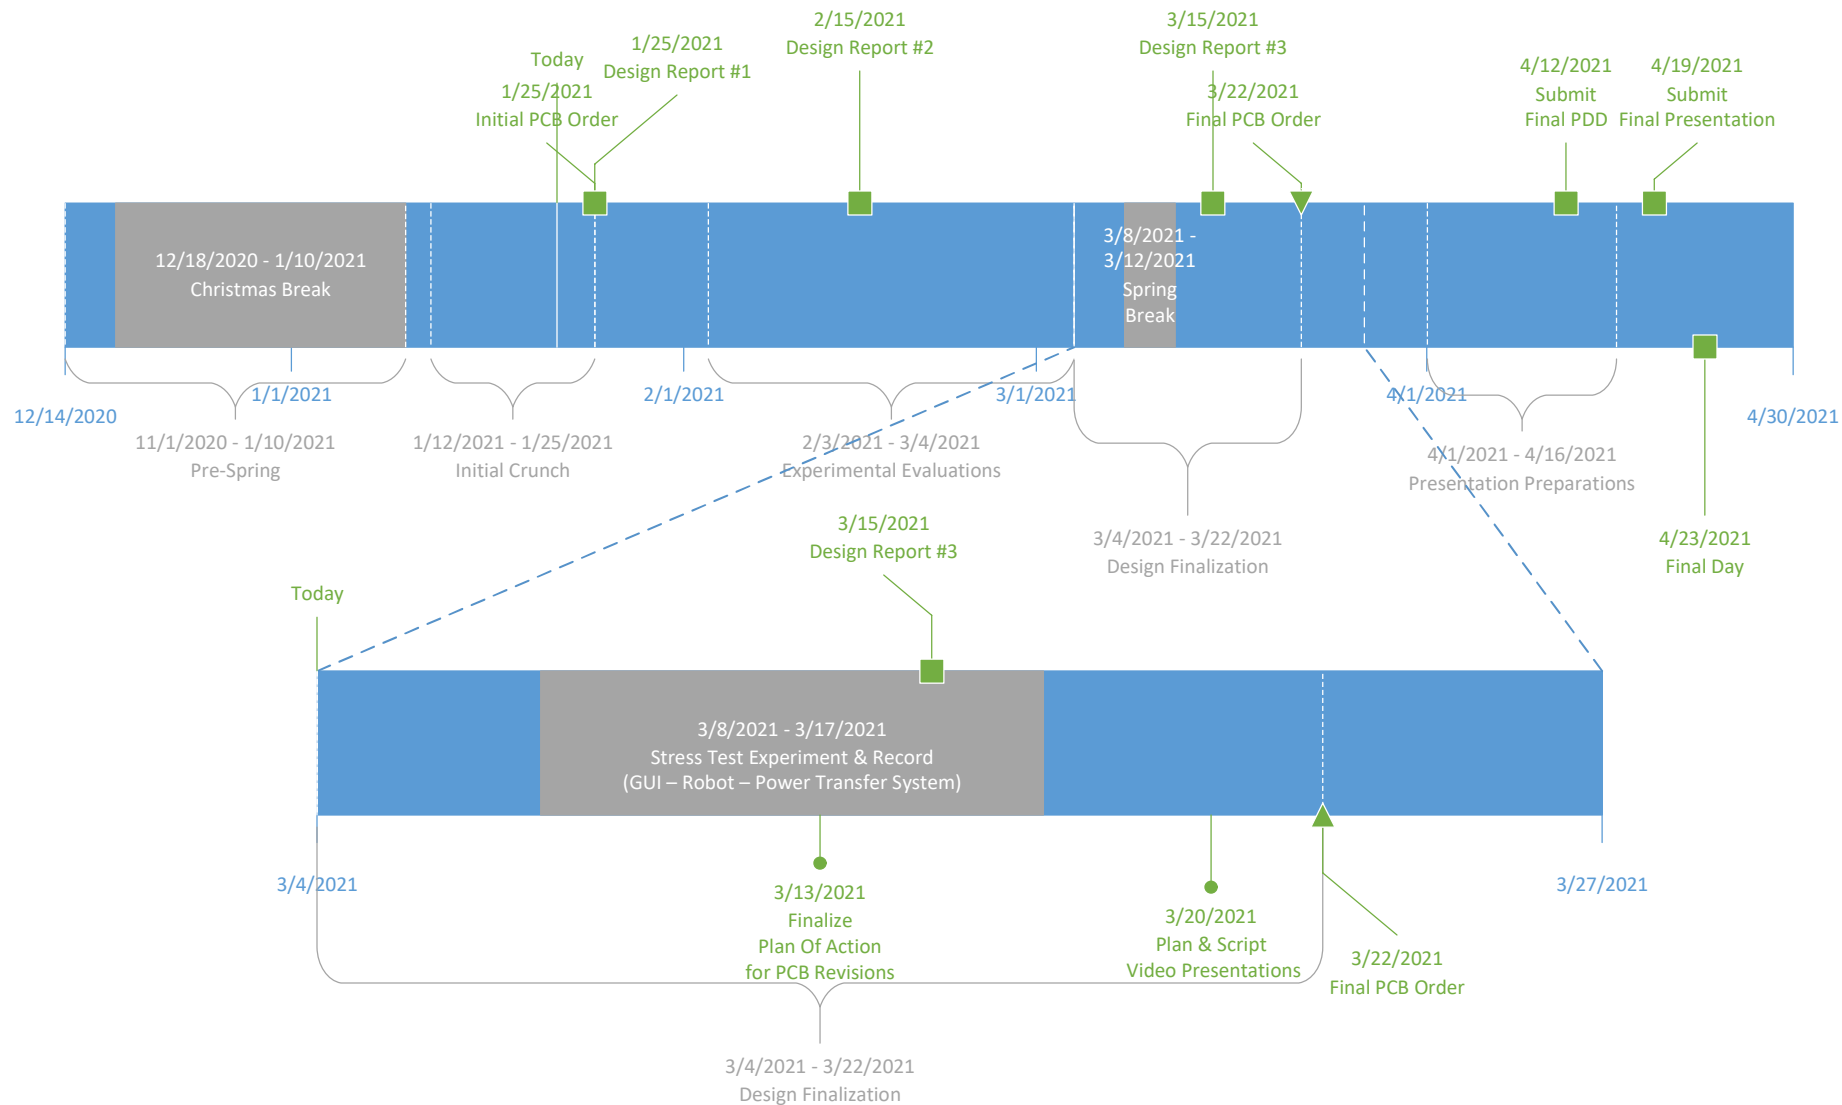 2/15/2021
Design Report #2
3/15/2021
Design Report #3
1/25/2021
Design Report #1
Today
1/25/2021
Initial PCB Order
3/22/2021
Final PCB Order
4/12/2021
Submit
Final PDD
4/19/2021
Submit
Final Presentation
12/18/2020 - 1/10/2021
Christmas Break
3/8/2021 -
3/12/2021
Spring
Break
12/14/2020
1/1/2021
2/1/2021
3/1/2021
4/1/2021
4/30/2021
11/1/2020 - 1/10/2021
Pre-Spring
1/12/2021 - 1/25/2021
Initial Crunch
2/3/2021 - 3/4/2021
Experimental Evaluations
3/4/2021 - 3/22/2021
Design Finalization
4/1/2021 - 4/16/2021
Presentation Preparations
4/23/2021
Final Day
3/15/2021
Design Report #3
Today
3/8/2021 - 3/17/2021
Stress Test Experiment & Record
(GUI – Robot – Power Transfer System)
3/4/2021
3/27/2021
3/13/2021
Finalize
Plan Of Action
for PCB Revisions
3/20/2021
Plan & Script
Video Presentations
3/22/2021
Final PCB Order
3/4/2021 - 3/22/2021
Design Finalization